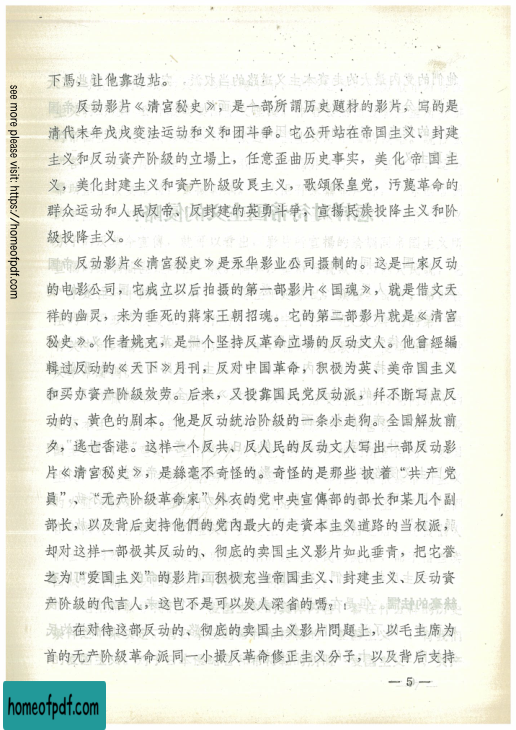 下馬，让他靠边站。
反动影片《清宮秘史》，是一部所謂历史題材的影片，写的是
清代末年戊戌变法运动和义和团斗爭。它公开站在帝国主义、封建
主义和反动資产阶級的立場上，任意歪曲历史事实，美化帝国主
义，美化封建主义和資产阶級改良主义，歌頌保皇党，污蔑革命的
群众运动和人民反帝、反封建的英勇斗爭，宣揚民族投降主义和阶
級投降主义。
反动影片《清宮秘史》是永华影业公司摄制的。这是一家反动
的电影公司，它成立以后拍摄的第一部影片《国魂》，就是借文天
祥的幽灵，来为垂死的蔣家王朝招魂。它的第二部影片就是《清宮
秘史》。作者姚克，是一个坚持反革命立場的反动文人。他曾經編
輯过反动的《天下》月刊，反对中国革命，积极为英、美帝国主义
和买办資产阶級效劳。后来，又投靠国民党反动派，幷不断写点反
动的、黄色的剧本。他是反动統治阶級的一条小走狗。全国解放前
夕，逃亡香港。这样一个反共、反人民的反动文人写出一部反动影
片《清宮秘史》，是絲毫不奇怪的。奇怪的是那些披着“共产党
員”、“无产阶級革命家”外衣的党中央宣傳部的部长和某几个副
部长，以及背后支持他們的党內最大的走資本主义道路的当权派，
却对这样一部极其反动的、彻底的卖国主义影片如此垂青，把它誉
之为“爱国主义”的影片，积极充当帝国主义、封建主义、反动資
产阶級的代言人，这岂不是可以发人深省的嗎？！
在对待这部反动的、彻底的卖国主义影片問題上，以毛主席为
首的无产阶級革命派同一小撮反革命修正主义分子，以及背后支持
— 5 —
see more please visit: https://homeofpdf.com
homeofpdf.com